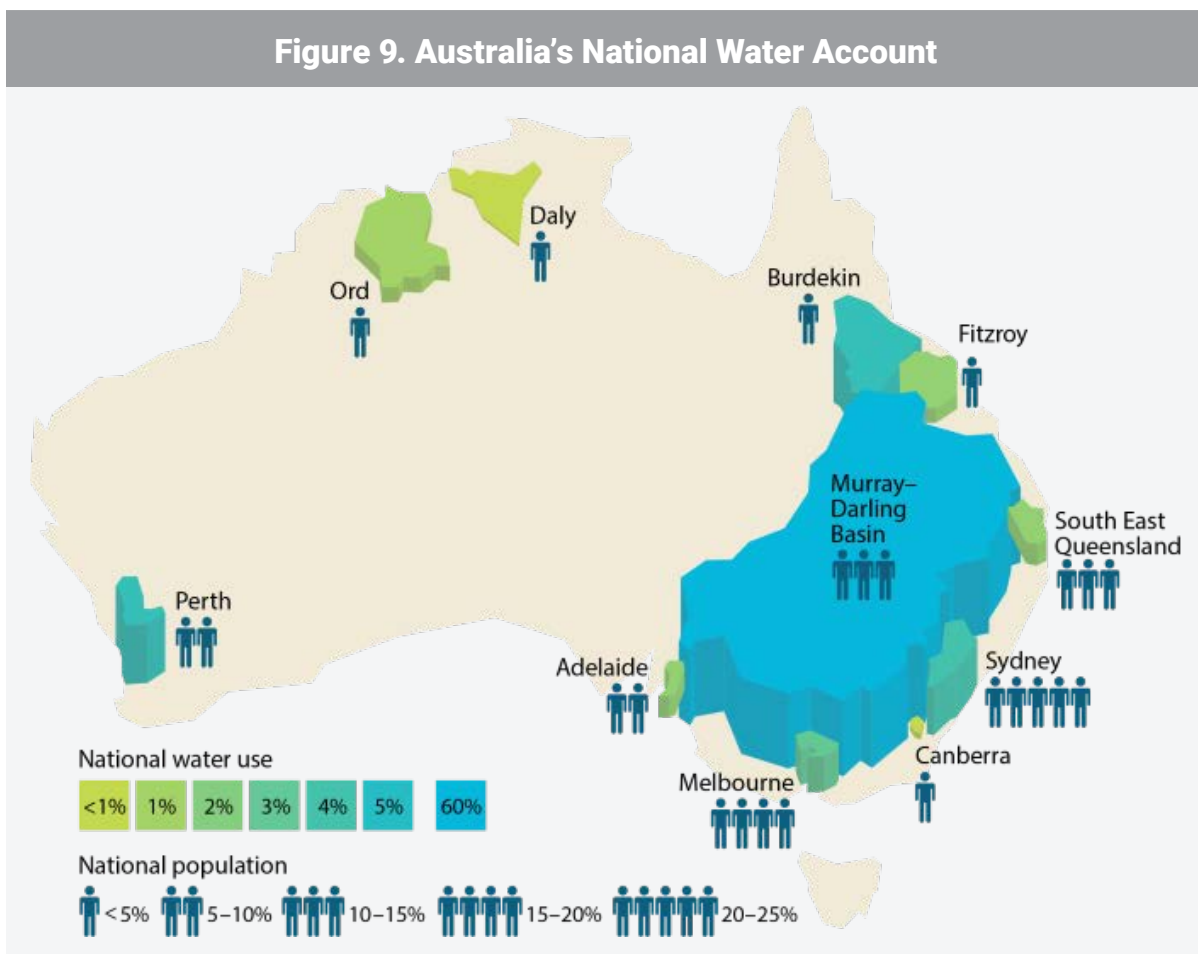 Figure 9. Australia's National Water Account
Daly
Ord
Burdekin
Fitzroy
Murray–
Darling
Basin
South East
Queensland
Perth
Adelaide
Sydney
Canberra
Melbourne
National water use
<1% 1% 2% 3% 4% 5% 60%
National population
<5% 5–10% 10–15% 15–20% 20–25%